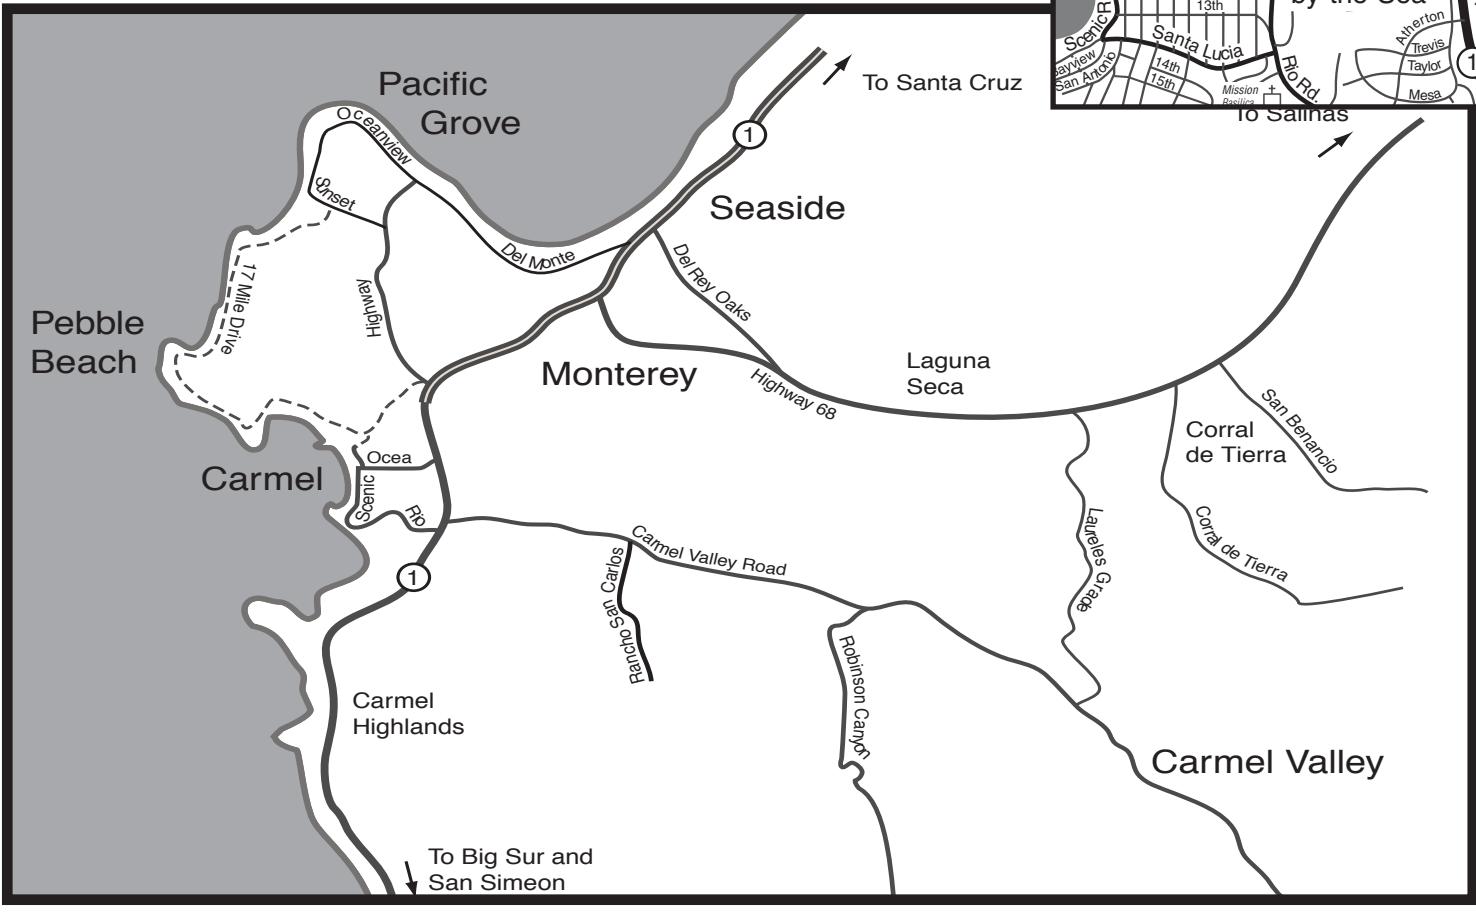 by the Sea
13th
Scenic R
Santa Lucia
Atherton
Trevis
Taylor
Mesa
1
Bayview
San Antonio
14th
15th
Rio Rd.
Mission
Basilica
To Salinas
To Santa Cruz
Pacific
Grove
Oceanview
1
Sunset
Seaside
Del Monte
Del Rey Oaks
17 Mile Drive
Highway
Pebble
Beach
Monterey
Highway 68
Laguna
Seca
San Benancio
Corral
de Tierra
Ocea
Carmel
Scenic
Rio
Carmel Valley Road
Rancho San Carlos
Laureles Grade
Corral de Tierra
1
Robinson Canyon
Carmel
Highlands
Carmel Valley
To Big Sur and
San Simeon